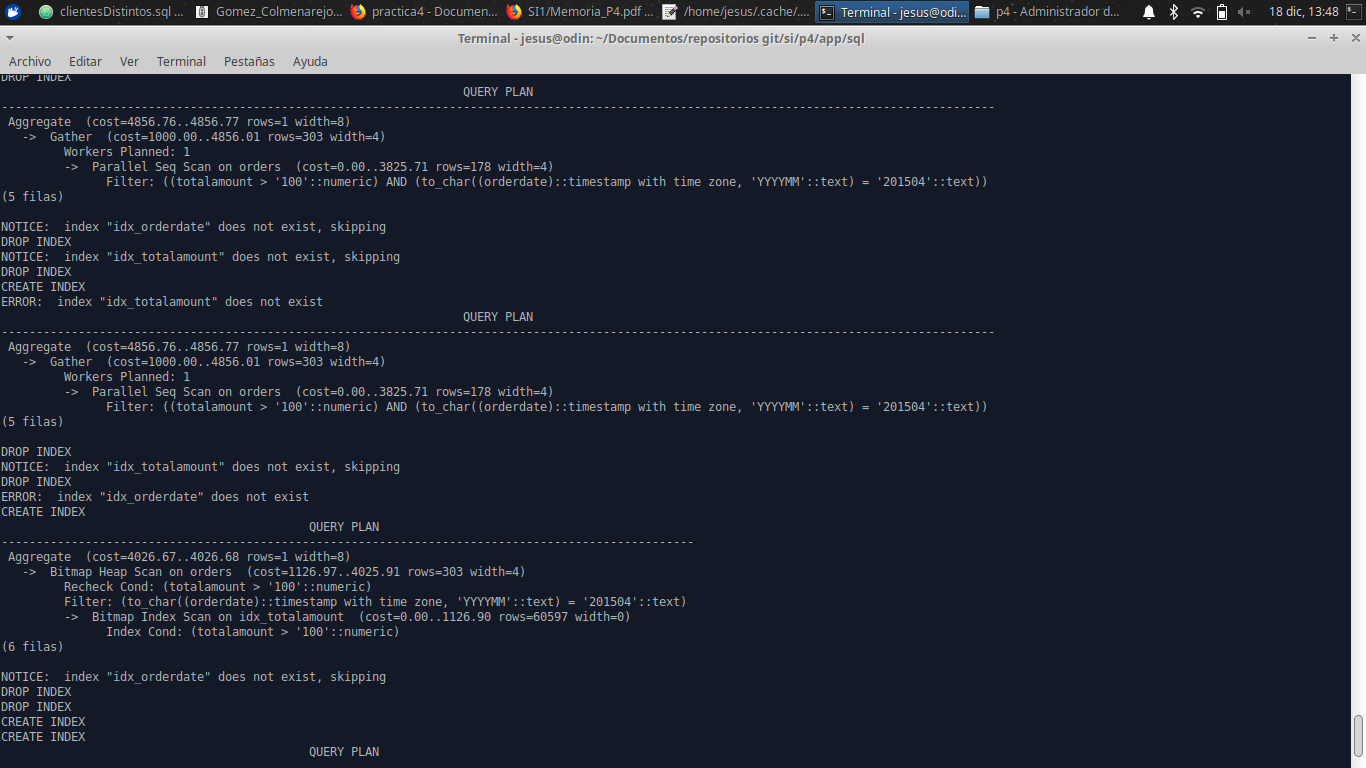 clientesDistintos.sql ...
Gomez_Colmenarejo...
practica4 - Documen...
SI1/Memoria_P4.pdf ...
/home/jesus/.cache/...
Terminal - jesus@odi...
p4 - Administrador d...
18 dic, 13:48
Terminal - jesus@odin: ~/Documentos/repositorios git/si/p4/app/sql
Archivo Editar Ver Terminal Pestañas Ayuda
DROP INDEX
QUERY PLAN
----------------------------------------------------------------------------------------------------------------------------------------------
Aggregate  (cost=4856.76..4856.77 rows=1 width=8)
->  Gather  (cost=1000.00..4856.01 rows=303 width=4)
Workers Planned: 1
->  Parallel Seq Scan on orders  (cost=0.00..3825.71 rows=178 width=4)
Filter: ((totalamount > '100'::numeric) AND (to_char((orderdate)::timestamp with time zone, 'YYYYMM'::text) = '201504'::text))
(5 filas)
NOTICE:  index "idx_orderdate" does not exist, skipping
DROP INDEX
NOTICE:  index "idx_totalamount" does not exist, skipping
DROP INDEX
CREATE INDEX
ERROR:  index "idx_totalamount" does not exist
QUERY PLAN
----------------------------------------------------------------------------------------------------------------------------------------------
Aggregate  (cost=4856.76..4856.77 rows=1 width=8)
->  Gather  (cost=1000.00..4856.01 rows=303 width=4)
Workers Planned: 1
->  Parallel Seq Scan on orders  (cost=0.00..3825.71 rows=178 width=4)
Filter: ((totalamount > '100'::numeric) AND (to_char((orderdate)::timestamp with time zone, 'YYYYMM'::text) = '201504'::text))
(5 filas)
DROP INDEX
NOTICE:  index "idx_totalamount" does not exist, skipping
DROP INDEX
ERROR:  index "idx_orderdate" does not exist
CREATE INDEX
QUERY PLAN
---------------------------------------------------------------------------------------------------
Aggregate  (cost=4026.67..4026.68 rows=1 width=8)
->  Bitmap Heap Scan on orders  (cost=1126.97..4025.91 rows=303 width=4)
Recheck Cond: (totalamount > '100'::numeric)
Filter: (to_char((orderdate)::timestamp with time zone, 'YYYYMM'::text) = '201504'::text)
->  Bitmap Index Scan on idx_totalamount  (cost=0.00..1126.90 rows=60597 width=0)
Index Cond: (totalamount > '100'::numeric)
(6 filas)
NOTICE:  index "idx_orderdate" does not exist, skipping
DROP INDEX
DROP INDEX
CREATE INDEX
CREATE INDEX
QUERY PLAN